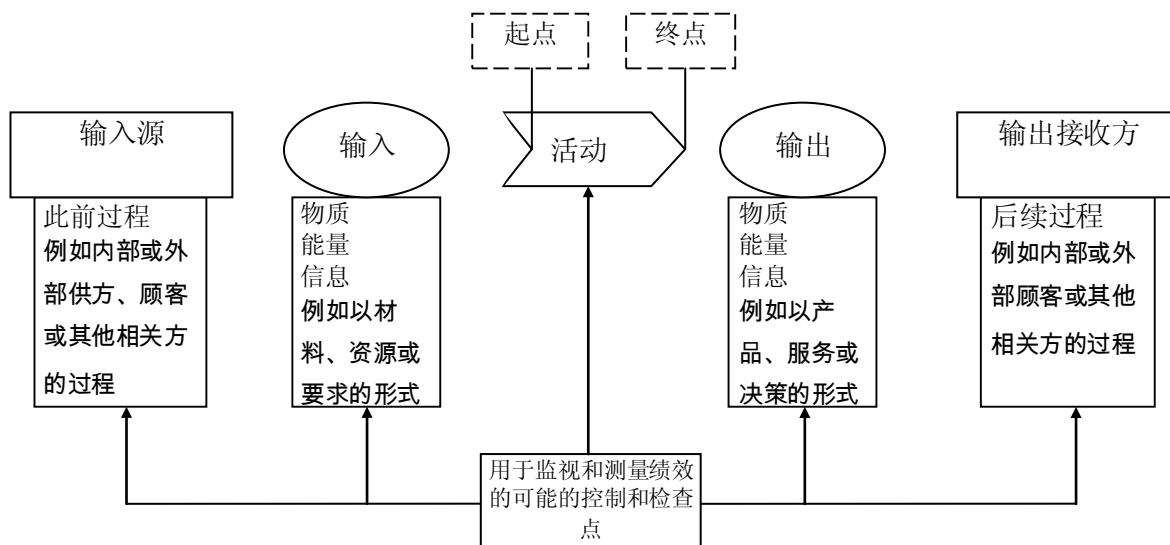 起点
终点
输入源
输入
活动
输出
输出接收方
此前过程
例如内部或外
部供方、顾客
或其他相关方
的过程
物质
能量
信息
例如以材
料、资源或
要求的形式
物质
能量
信息
例如以产
品、服务或
决策的形式
后续过程
例如内部或外
部顾客或其他
相关方的过程
用于监视和测量绩效
的可能的控制和检查
点